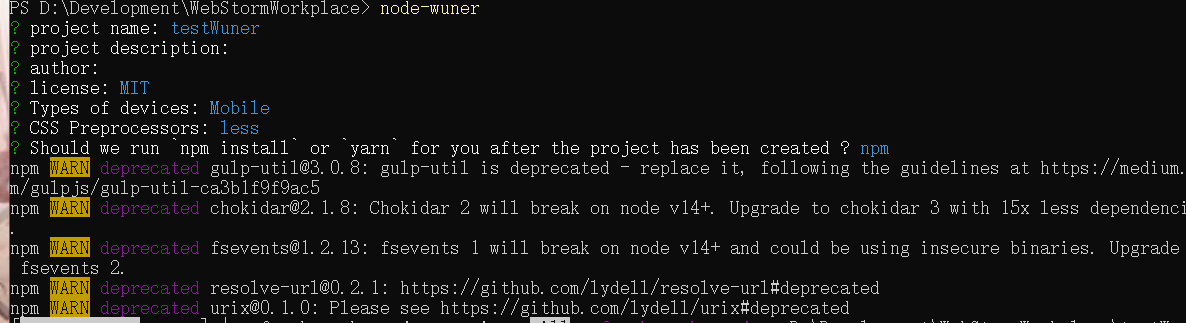 PS D:\Development\WebStormWorkplace> node-wuner
? project name: testWuner
? project description:
? author:
? license: MIT
? Types of devices: Mobile
? CSS Preprocessors: less
? Should we run `npm install` or `yarn` for you after the project has been created ? npm
npm WARN deprecated gulp-util@3.0.8: gulp-util is deprecated - replace it, following the guidelines at https://medium.
m/gulpjs/gulp-util-ca3b1f9f9ac5
npm WARN deprecated chokidar@2.1.8: Chokidar 2 will break on node v14+. Upgrade to chokidar 3 with 15x less dependenci
.
npm WARN deprecated fsevents@1.2.13: fsevents 1 will break on node v14+ and could be using insecure binaries. Upgrade
fsevents 2.
npm WARN deprecated resolve-url@0.2.1: https://github.com/lydell/resolve-url#deprecated
npm WARN deprecated urix@0.1.0: Please see https://github.com/lydell/urix#deprecated